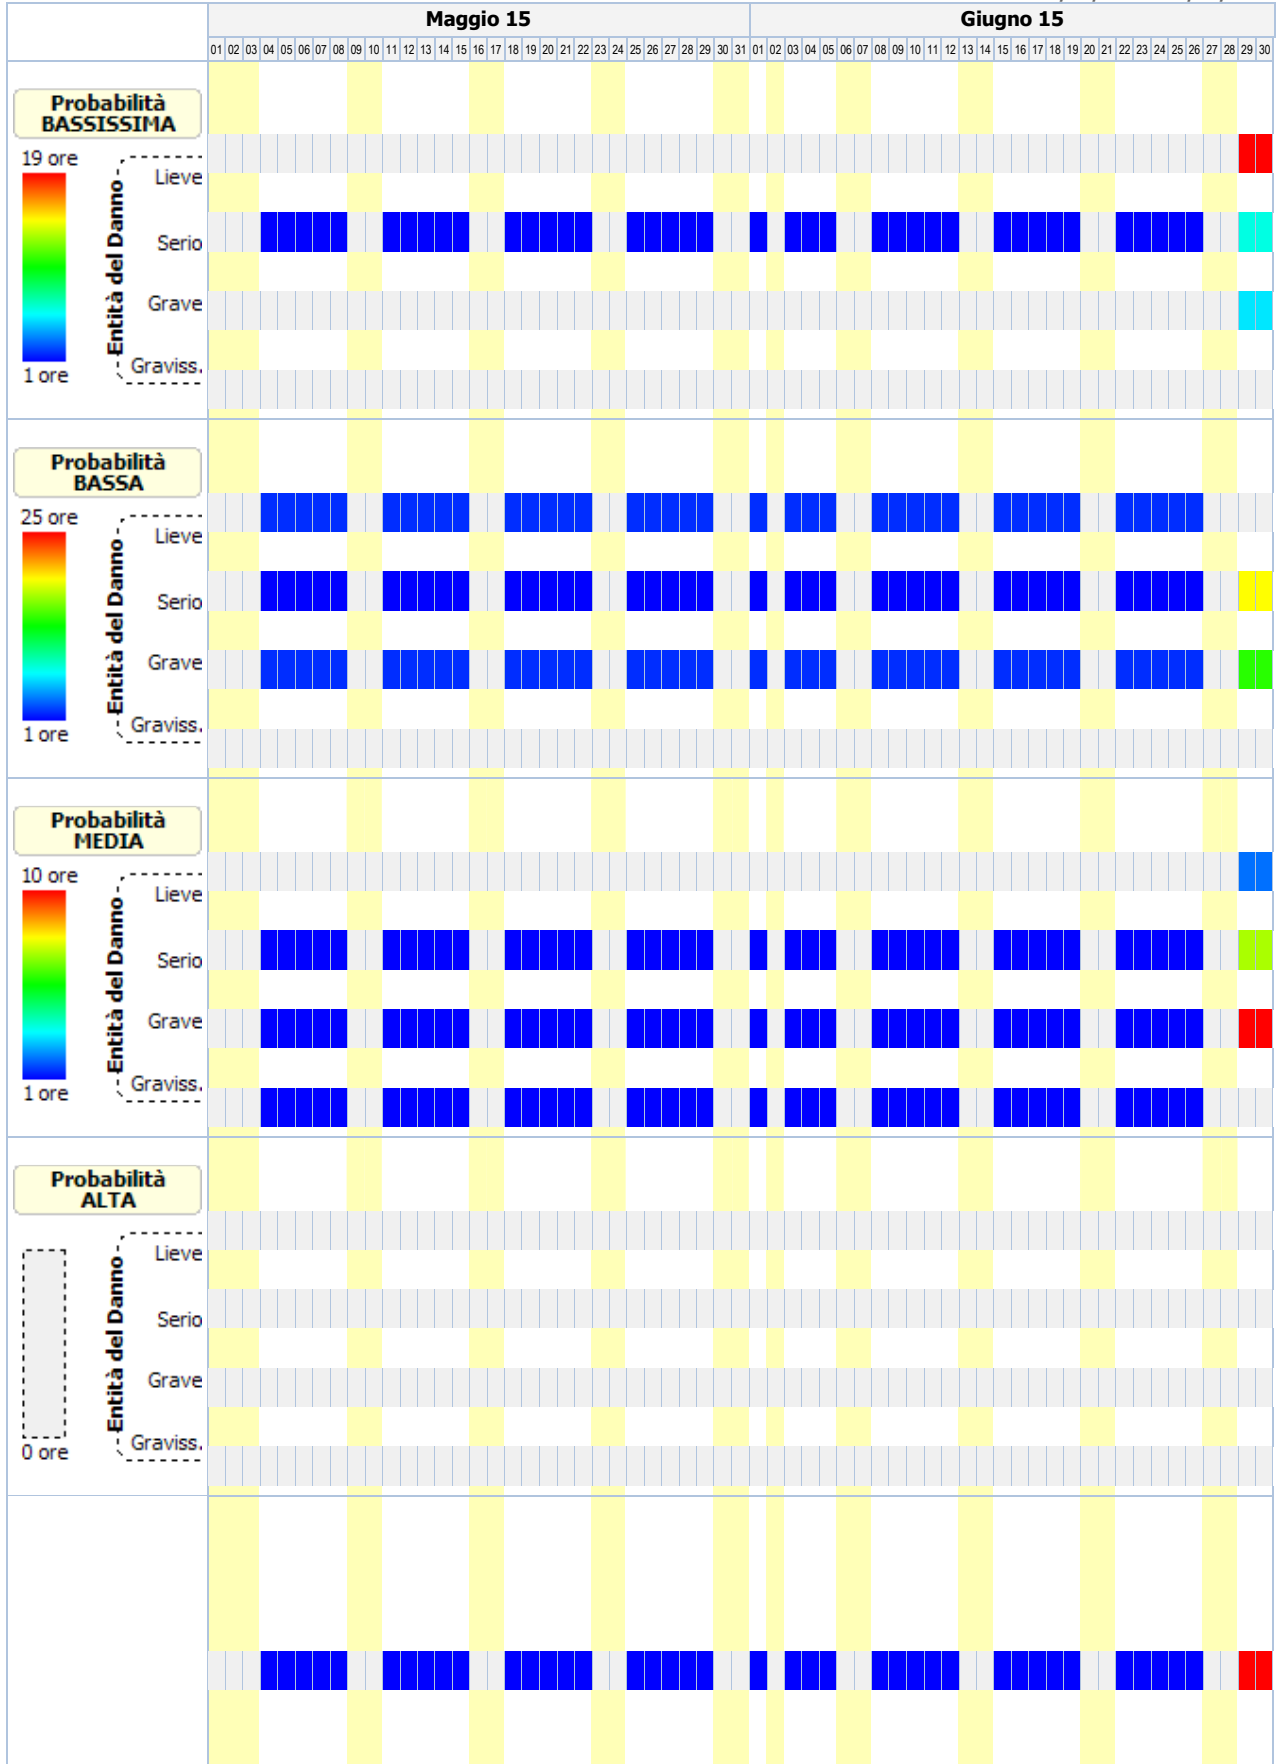 Maggio 15 Giugno 15
01 02 03 04 05 06 07 08 09 10 11 12 13 14 15 16 17 18 19 20 21 22 23 24 25 26 27 28 29 30 31 01 02 03 04 05 06 07 08 09 10 11 12 13 14 15 16 17 18 19 20 21 22 23 24 25 26 27 28 29 30
Probabilità
BASSISSIMA
19 ore
Entità del Danno
Lieve
Serio
Grave
Graviss.
1 ore
Probabilità
BASSA
25 ore
Entità del Danno
Lieve
Serio
Grave
Graviss.
1 ore
Probabilità
MEDIA
10 ore
Entità del Danno
Lieve
Serio
Grave
Graviss.
1 ore
Probabilità
ALTA
Entità del Danno
Lieve
Serio
Grave
Graviss.
0 ore